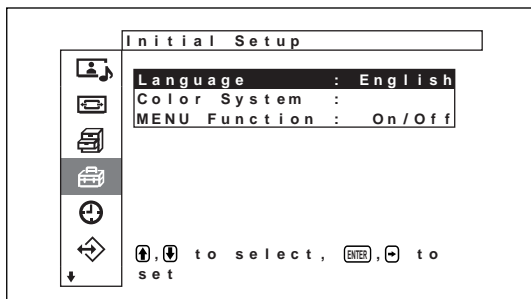 Initial Setup
Language : English
Color System :
MENU Function : On/Off
↑,↓ to select, ENTER,→ to
set